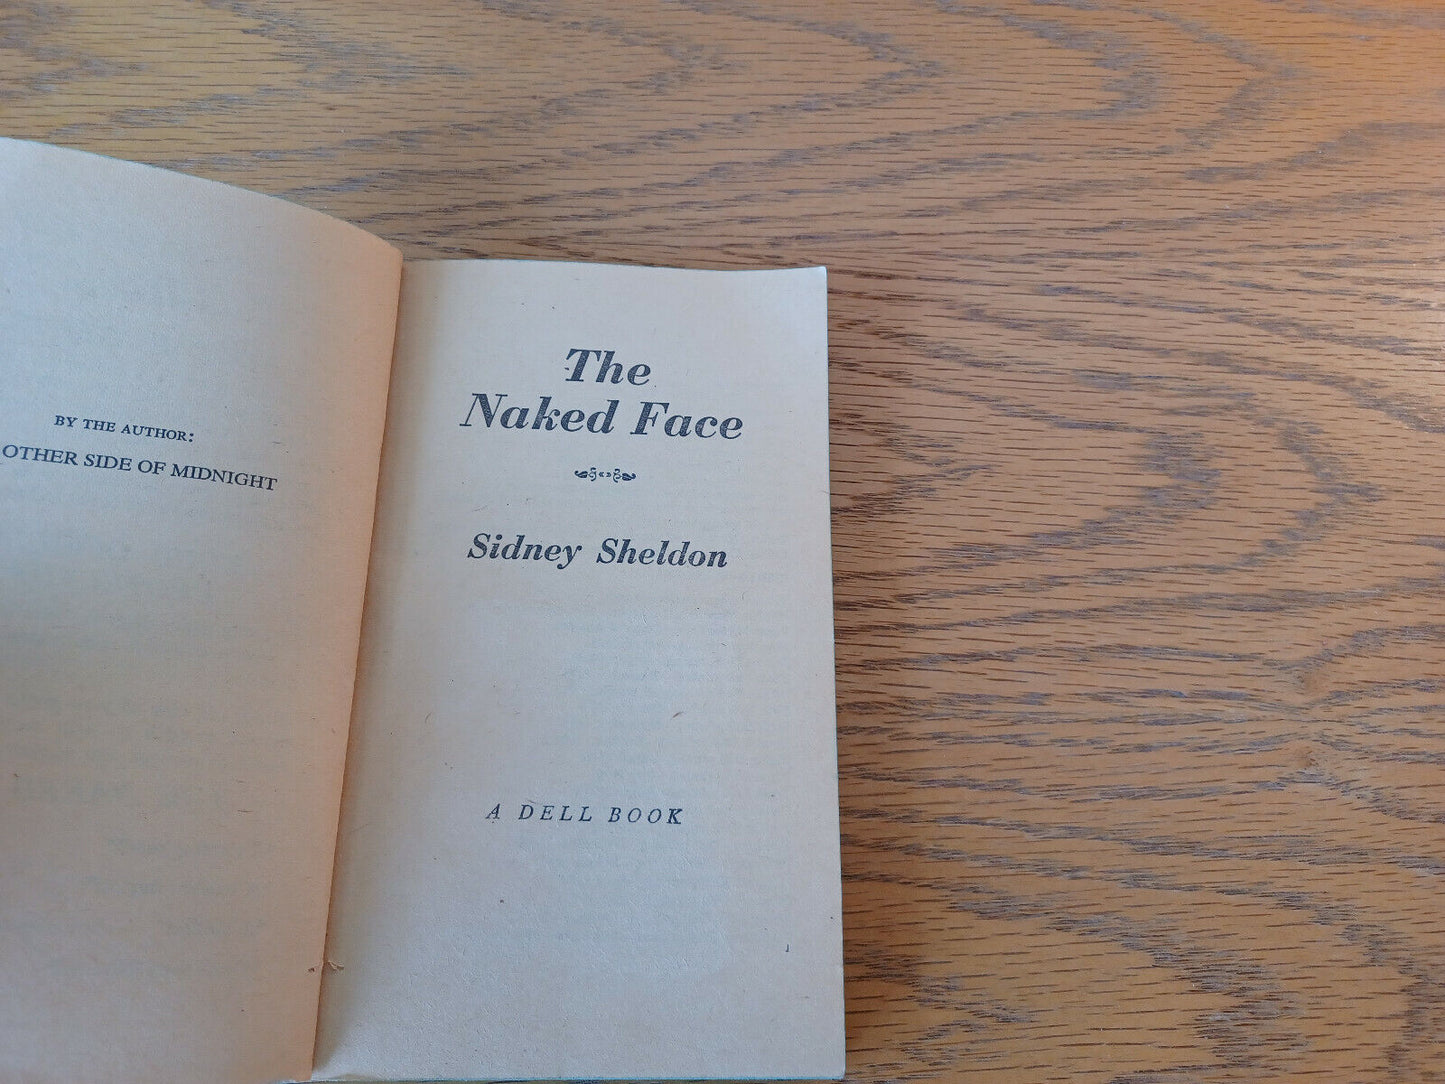 BY THE AUTHOR:
OTHER SIDE OF MIDNIGHT
The
Naked Face
Sidney Sheldon
A DELL BOOK